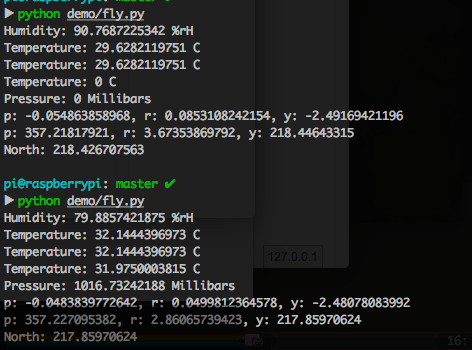 pi@raspberrypi: master ✔
▶ python demo/fly.py
Humidity: 90.7687225342 %rH
Temperature: 29.6282119751 C
Temperature: 29.6282119751 C
Temperature: 0 C
Pressure: 0 Millibars
p: -0.054863858968, r: 0.0853108242154, y: -2.49169421196
p: 357.21817921, r: 3.67353869792, y: 218.44643315
North: 218.426707563
pi@raspberrypi: master ✔
▶ python demo/fly.py
Humidity: 79.8857421875 %rH
Temperature: 32.1444396973 C
Temperature: 32.1444396973 C
Temperature: 31.9750003815 C
127.0.0.1
Pressure: 1016.73242188 Millibars
p: -0.0483839772642, r: 0.0499812364578, y: -2.48078083992
p: 357.227095382, r: 2.86065739423, y: 217.85970624
North: 217.85970624
16: